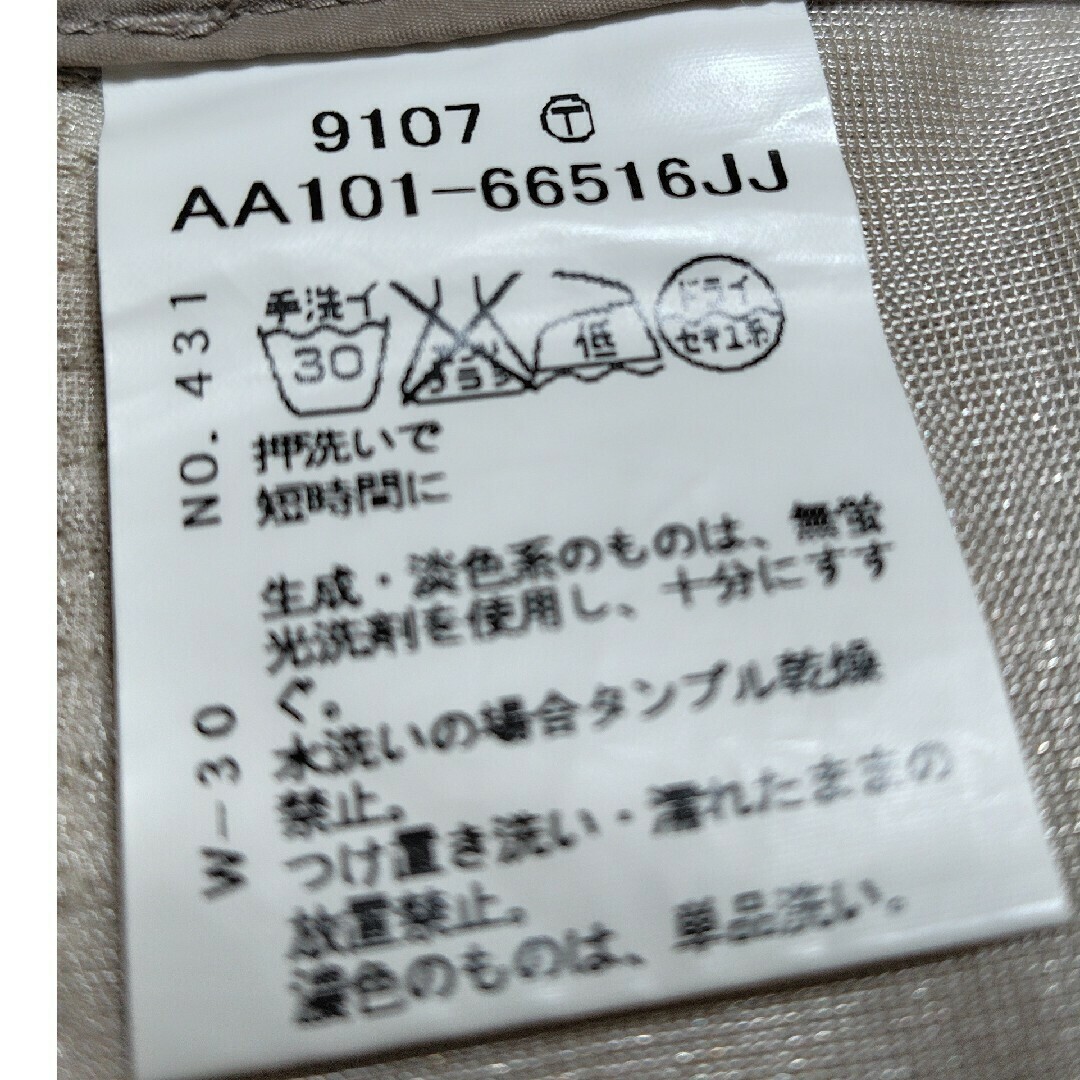 9107 Ⓣ
AA101-66516JJ
手洗イ
30
低
ドライ
セキユ系
NO. 431
押洗いで
短時間に
生成・淡色系のものは、無蛍
光洗剤を使用し、十分にすす
ぐ。
水洗いの場合タンブル乾燥
禁止。
つけ置き洗い・濡れたままの
放置禁止。
濃色のものは、単品洗い。
W-30